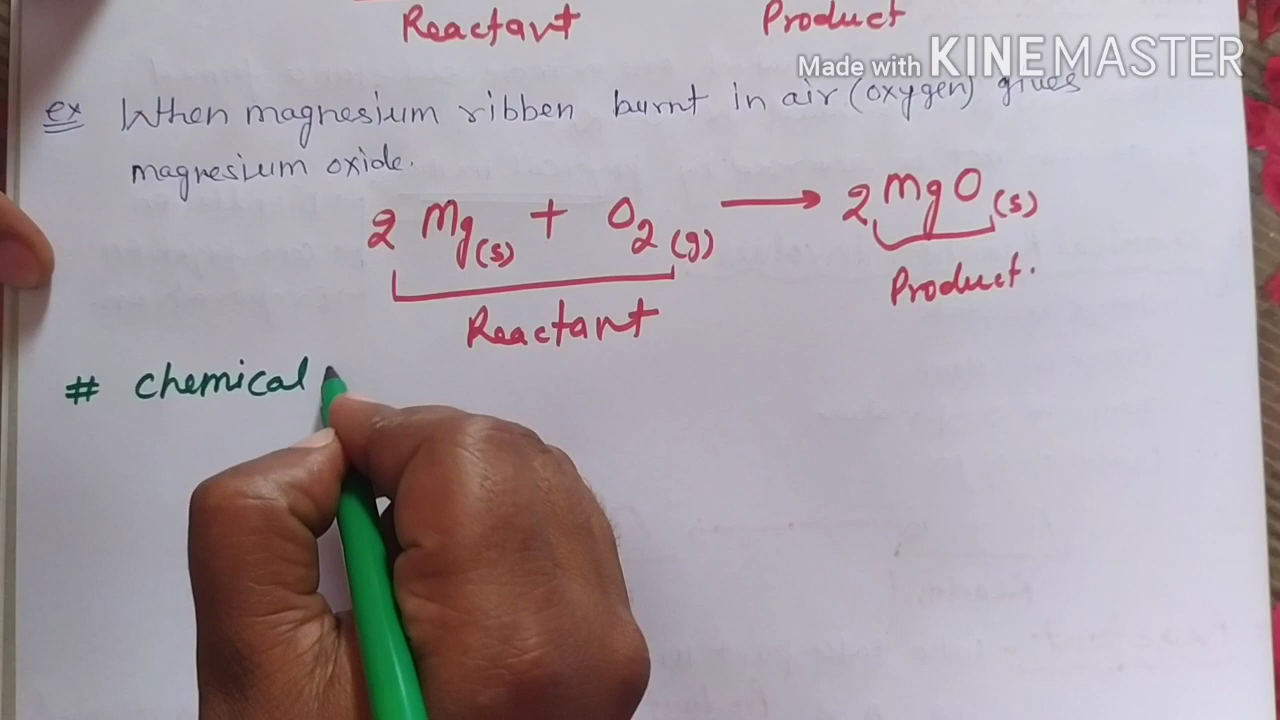 Reactant Product
Made with KINEMASTER
ex When magnesium ribben burnt in air (oxygen) gives
magnesium oxide.
2 Mg(s) + O2(g) ⟶ 2 MgO(s)
Reactant Product.
# chemical